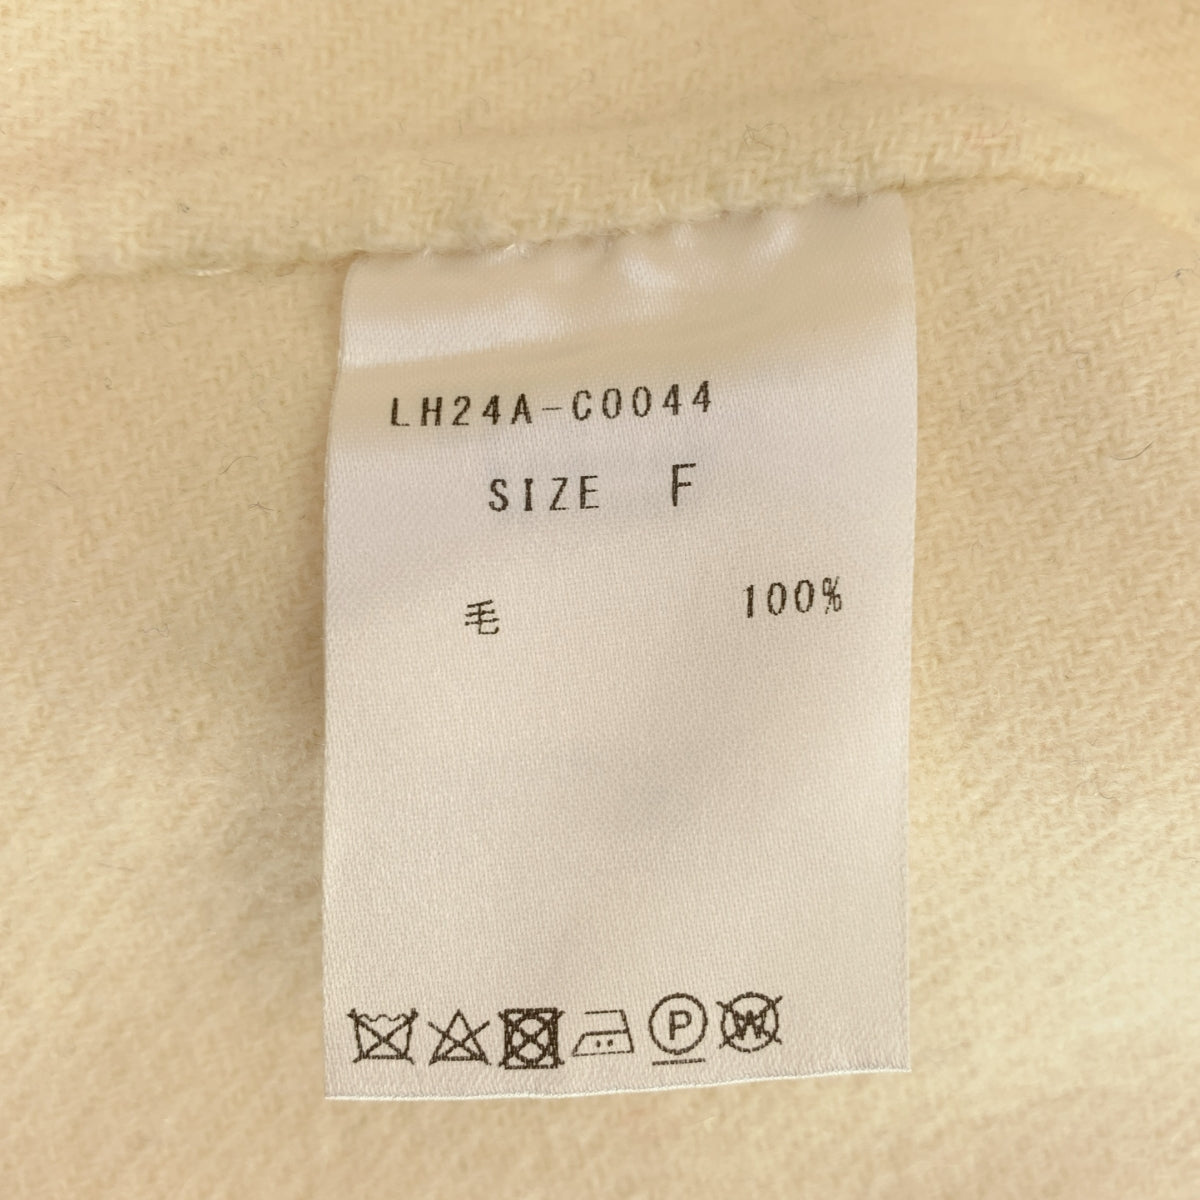 LH24A-C0044
SIZE F
毛 100%
P W